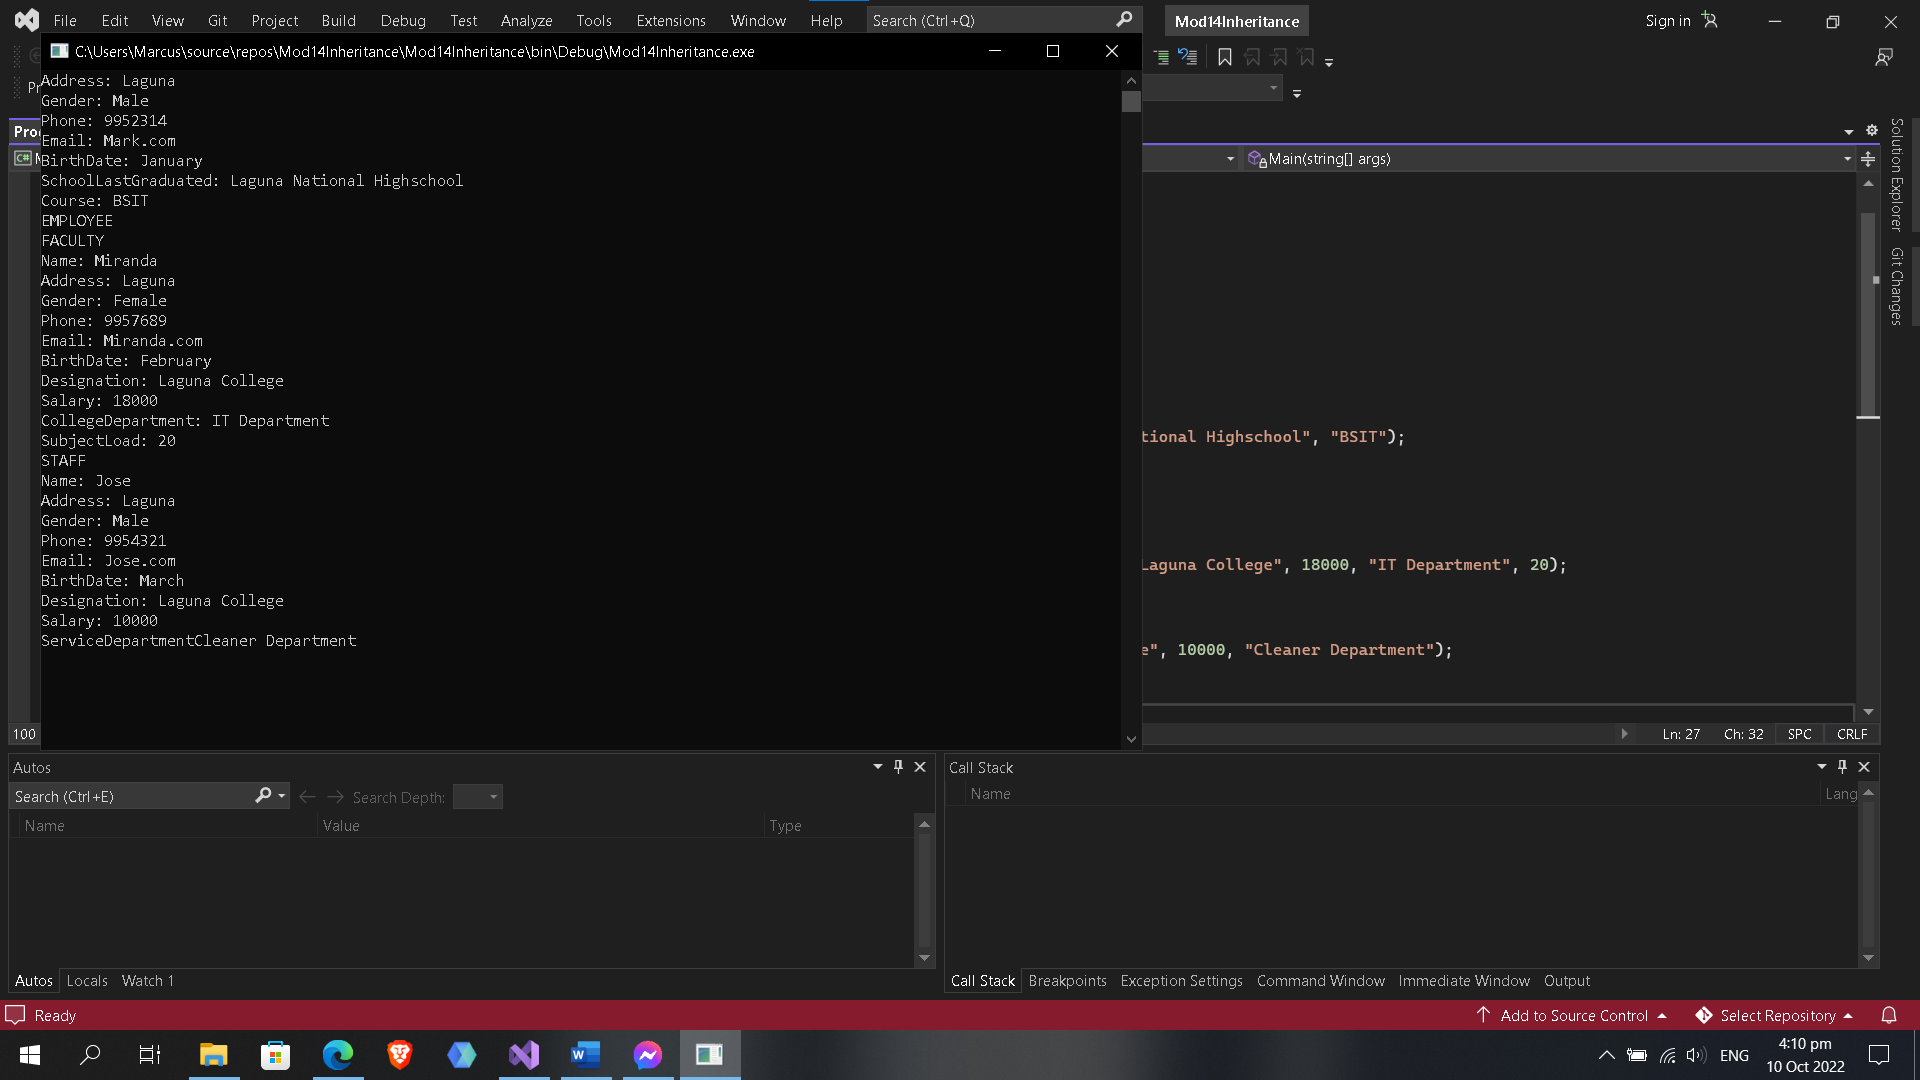 File Edit View Git Project Build Debug Test Analyze Tools Extensions Window Help Search (Ctrl+Q) Mod14Inheritance Sign in
C:\Users\Marcus\source\repos\Mod14Inheritance\Mod14Inheritance\bin\Debug\Mod14Inheritance.exe
Address: Laguna
Gender: Male
Phone: 9952314
Email: Mark.com
BirthDate: January
SchoolLastGraduated: Laguna National Highschool
Course: BSIT
EMPLOYEE
FACULTY
Name: Miranda
Address: Laguna
Gender: Female
Phone: 9957689
Email: Miranda.com
BirthDate: February
Designation: Laguna College
Salary: 18000
CollegeDepartment: IT Department
SubjectLoad: 20
STAFF
Name: Jose
Address: Laguna
Gender: Male
Phone: 9954321
Email: Jose.com
BirthDate: March
Designation: Laguna College
Salary: 10000
ServiceDepartmentCleaner Department
Main(string[] args)
tional Highschool", "BSIT");
Laguna College", 18000, "IT Department", 20);
e", 10000, "Cleaner Department");
Solution Explorer
Git Changes
100
Ln: 27 Ch: 32 SPC CRLF
Autos
Search (Ctrl+E) Search Depth:
Name Value Type
Autos Locals Watch 1
Call Stack
Name Lang
Call Stack Breakpoints Exception Settings Command Window Immediate Window Output
Ready Add to Source Control Select Repository
ENG 4:10 pm
10 Oct 2022